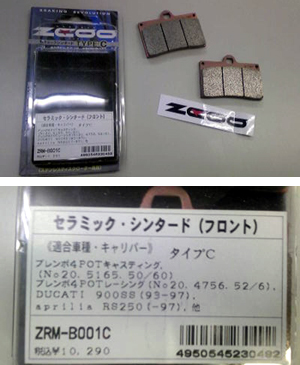 BRAKING REVOLUTION
ZCOO
セラミック・シンタード(フロント)
ZRM-B001C
ZCOO
セラミック・シンタード(フロント)
《適合車種・キャリパー》 タイプC
ブレンボ4POTキャスティング,
(No20.5165.50/60)
ブレンボ4POTレーシング(No20.4756.52/6),
DUCATI 900SS(93-97),
aprilia RS250(-97),他
ZRM-B001C
税込¥10,290
4950545230492